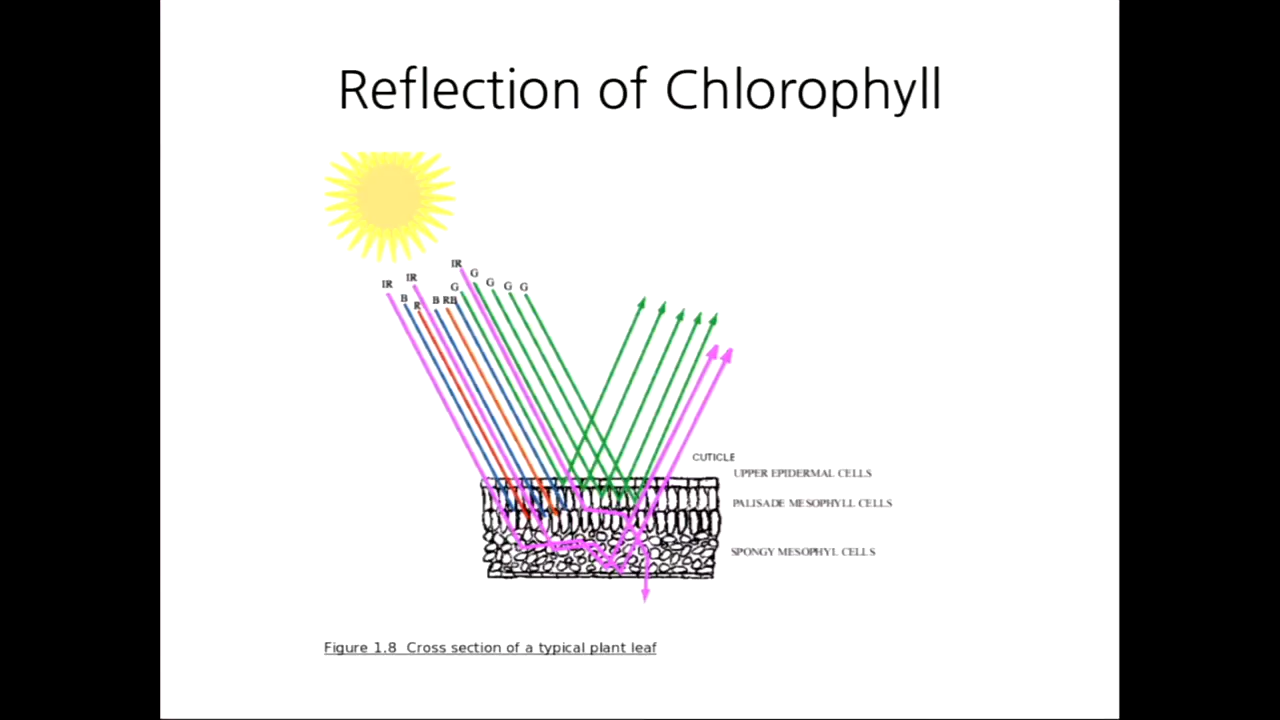 Reflection of Chlorophyll
IR
G
IR
IR
G
G
G
G
B
R
B
R
B
CUTICLE
UPPER EPIDERMAL CELLS
PALISADE MESOPHYLL CELLS
SPONGY MESOPHYL CELLS
Figure 1.8 Cross section of a typical plant leaf